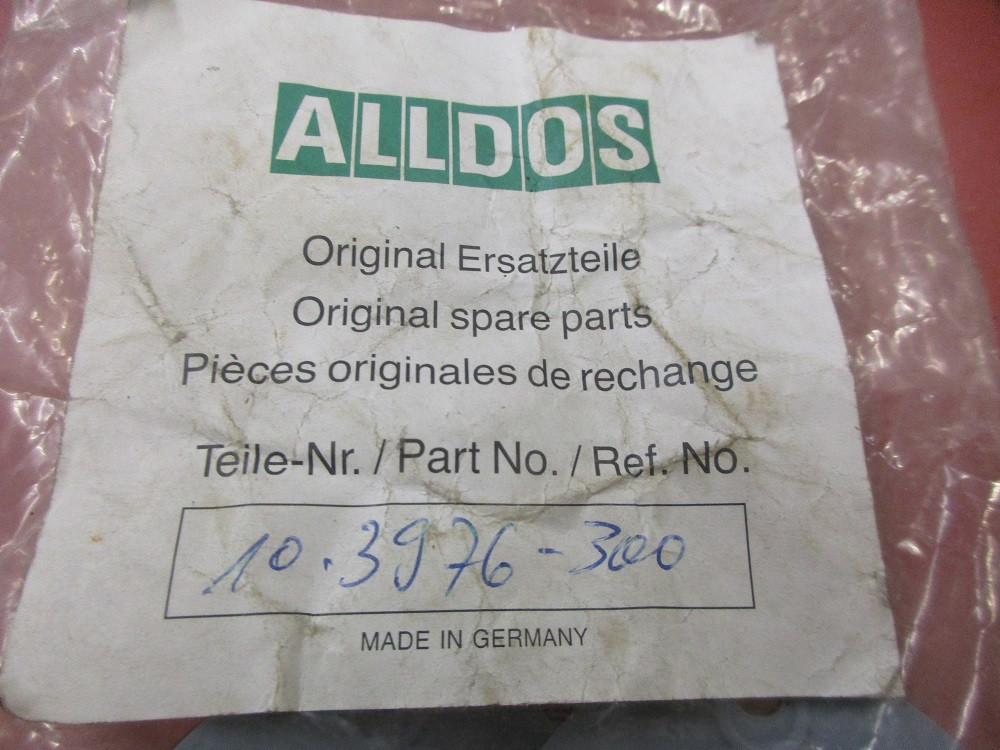 ALLDOS
Original Ersatzteile
Original spare parts
Pièces originales de rechange
Teile-Nr. / Part No. / Ref. No.
10.3976-300
MADE IN GERMANY